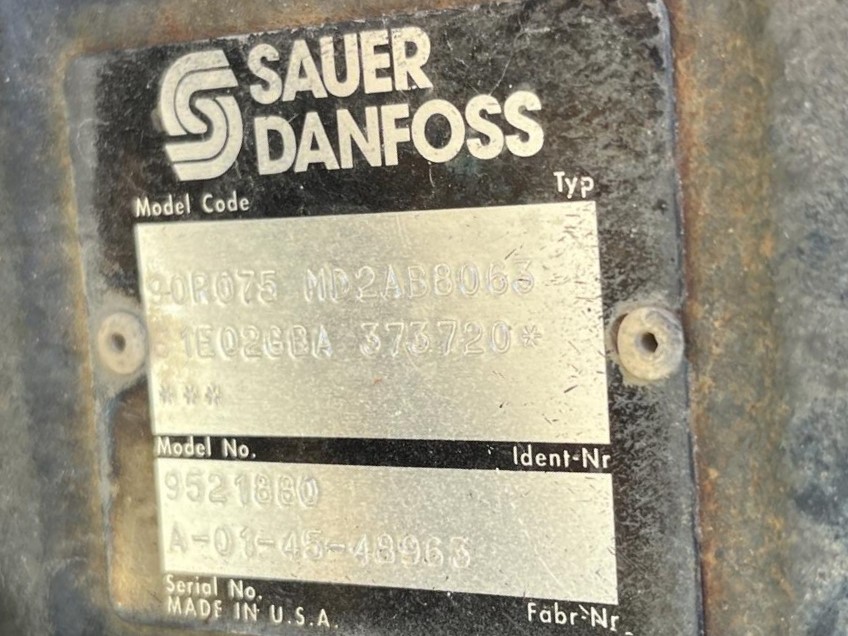 SAUER
DANFOSS
Model Code Typ
90R075 MP2AB8063
1E02GBA 373720*
***
Model No. Ident-Nr
9521880
A-01-45-48963
Serial No. Fabr-Nr
MADE IN U.S.A.